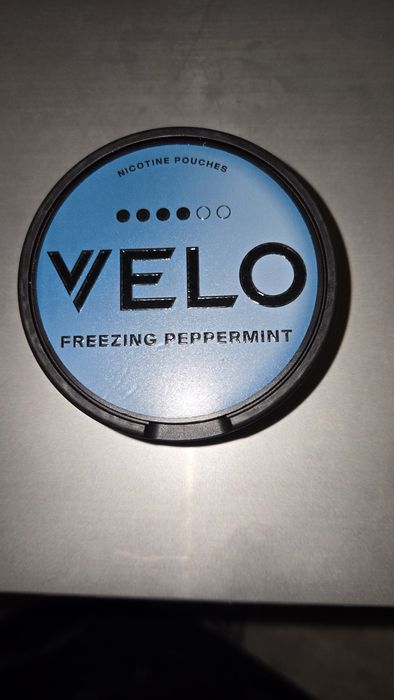 NICOTINE POUCHES
VELO
FREEZING PEPPERMINT